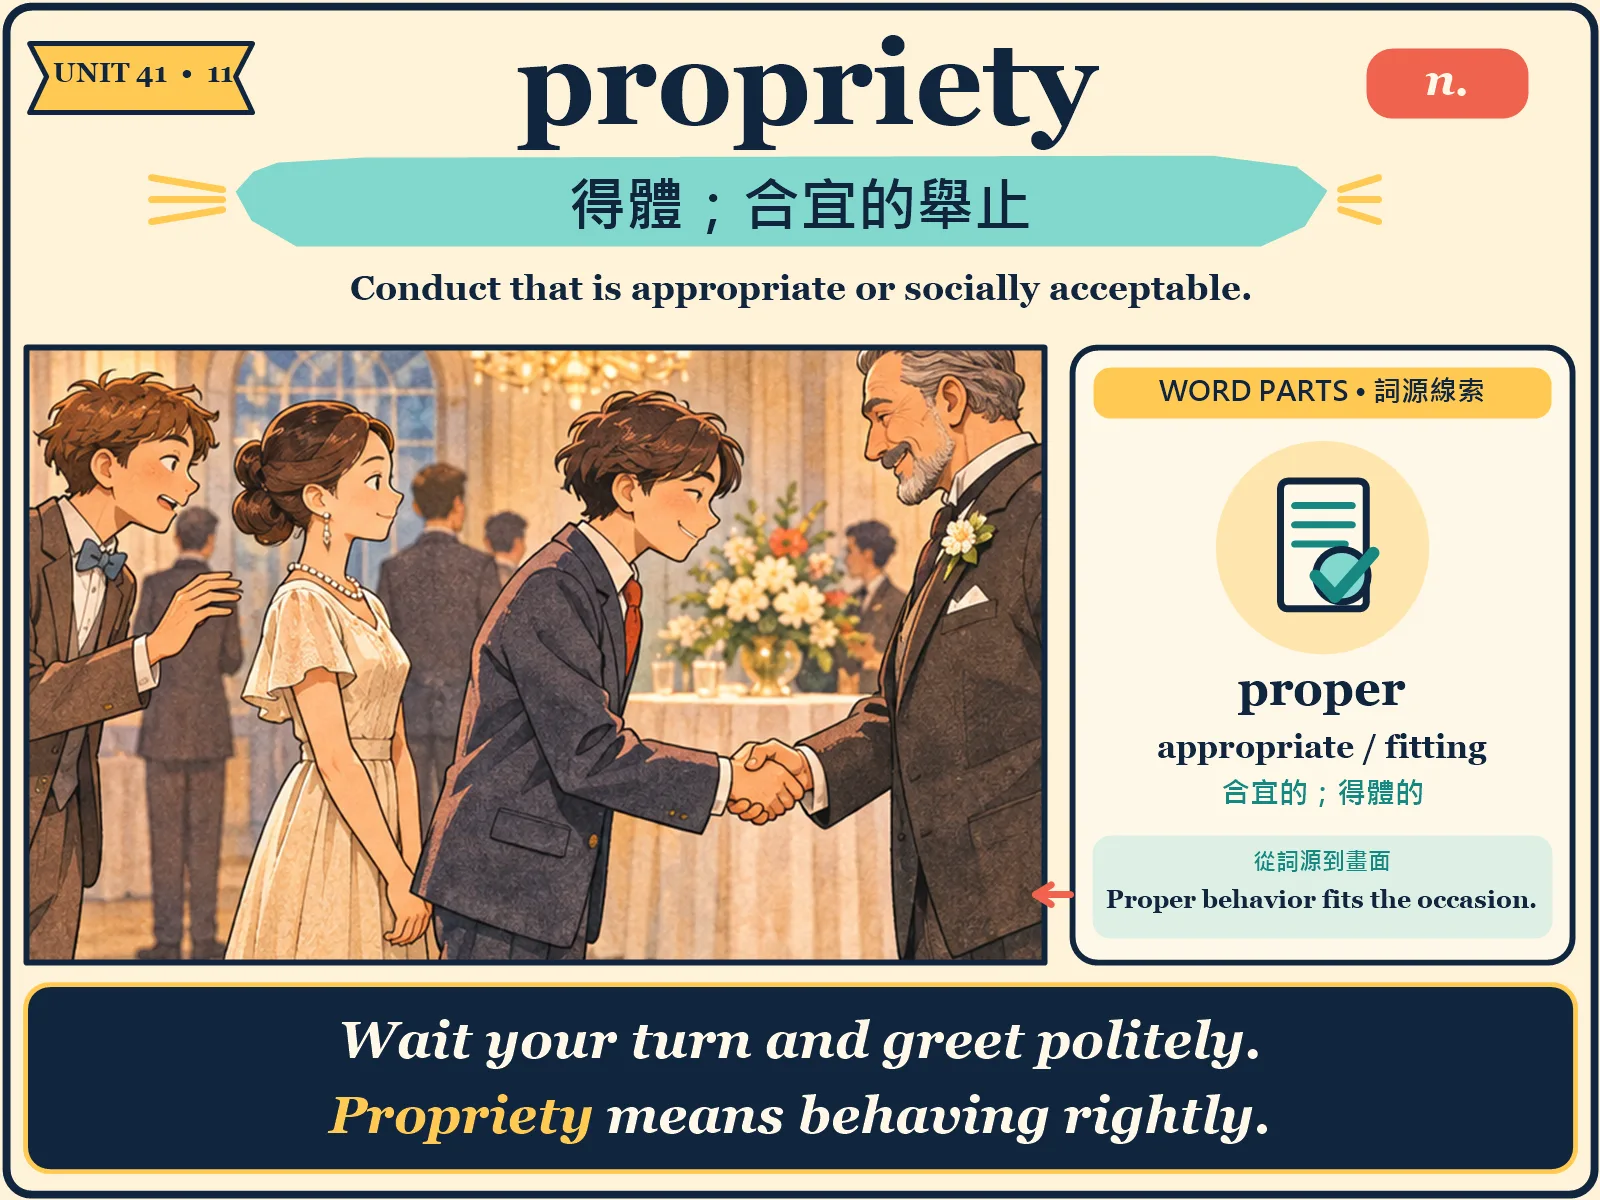 UNIT 41 • 11
propriety
n.
得體；合宜的舉止
Conduct that is appropriate or socially acceptable.
WORD PARTS • 詞源線索
proper
appropriate / fitting
合宜的；得體的
從詞源到畫面
Proper behavior fits the occasion.
Wait your turn and greet politely.
Propriety means behaving rightly.